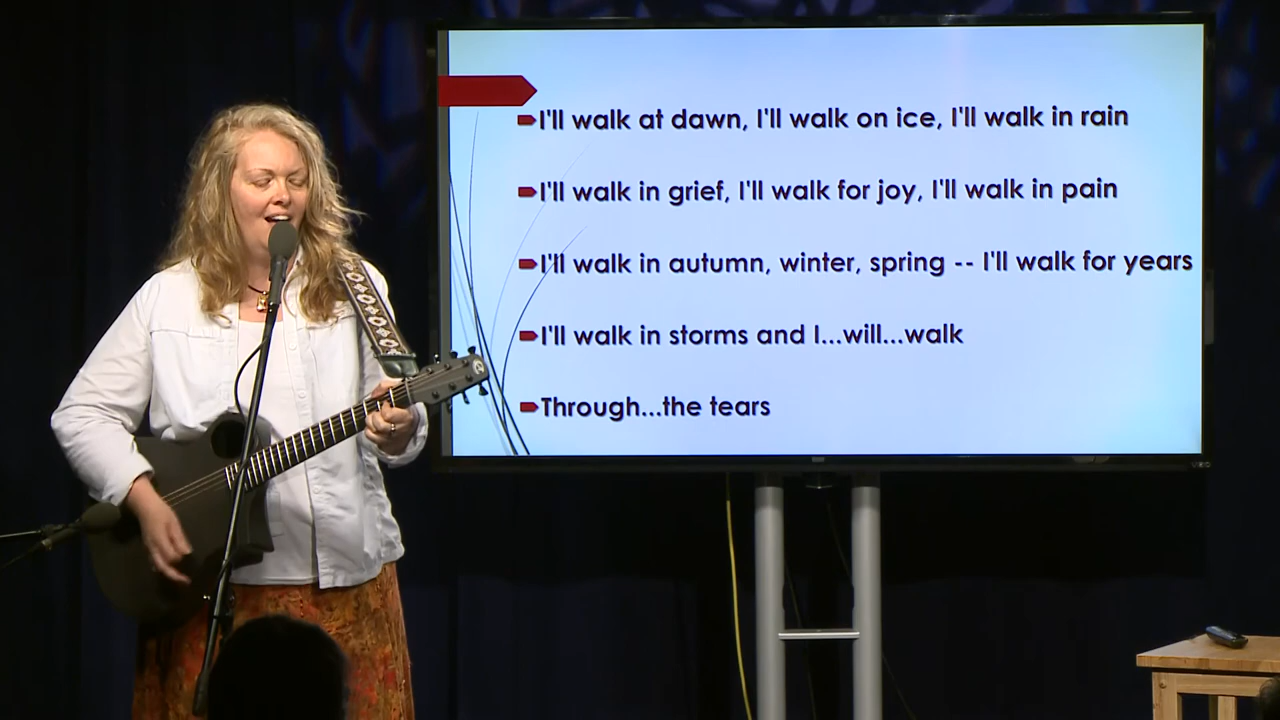 I'll walk at dawn, I'll walk on ice, I'll walk in rain
I'll walk in grief, I'll walk for joy, I'll walk in pain
I'll walk in autumn, winter, spring -- I'll walk for years
I'll walk in storms and I...will...walk
Through...the tears